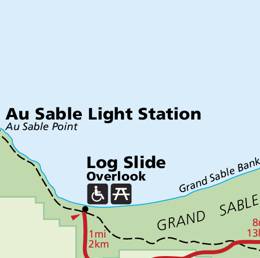 Au Sable Light Station
Au Sable Point
Log Slide
Overlook
Grand Sable Bank
GRAND SABLE
1mi
2km